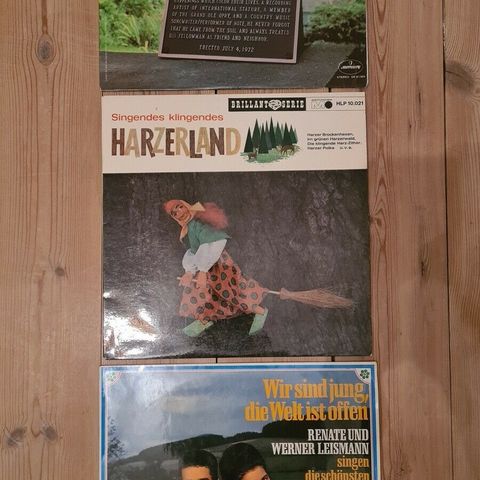 HAPPENINGS WHICH COLOR THEIR LIVES. A RECORDING
ARTIST OF INTERNATIONAL STATURE, A MEMBER
OF THE GRAND OLE OPRY, AND A COUNTRY MUSIC
SONGWRITER/PERFORMER OF NOTE, HE NEVER FORGOT
THAT HE CAME FROM THE SOIL AND ALWAYS TREATED
HIS FELLOWMAN AS FRIEND AND NEIGHBOR.
ERECTED JULY 4, 1972
STEREO
BRILLANT SERIE
HLP 10.021
Singendes klingendes
HARZERLAND
Harzer Brockenhexen,
Im grünen Harzerwald,
Die klingende Harz-Zither,
Harzer Polka u.v.a.
Wir sind jung,
die Welt ist offen
RENATE UND
WERNER LEISMANN
singen
die schönsten